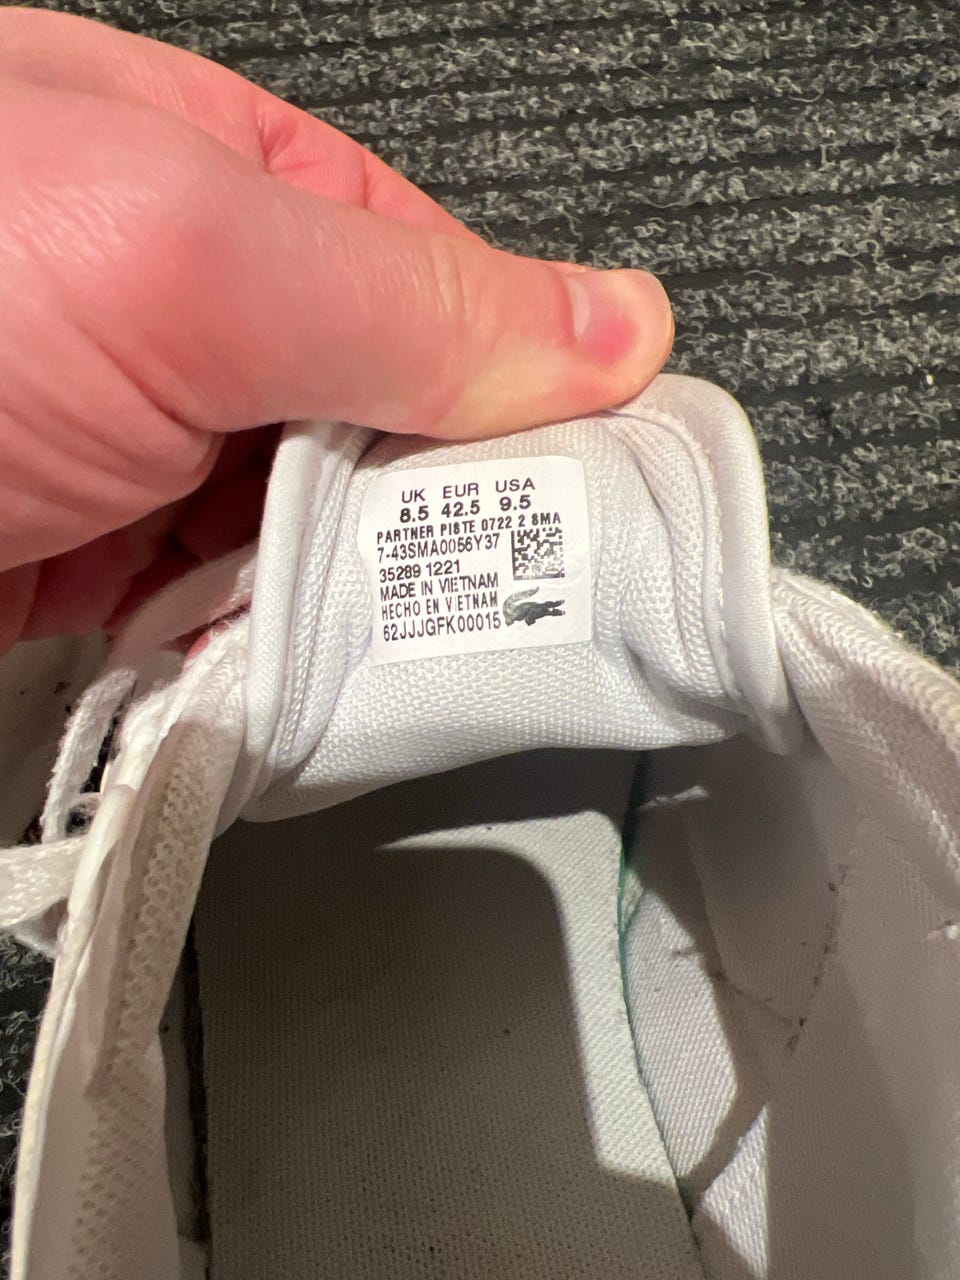 UK EUR USA
8.5 42.5 9.5
PARTNER PISTE 0722 2 SMA
7-43SMA0056Y37
35289 1221
MADE IN VIETNAM
HECHO EN VIETNAM
62JJJGFK00015